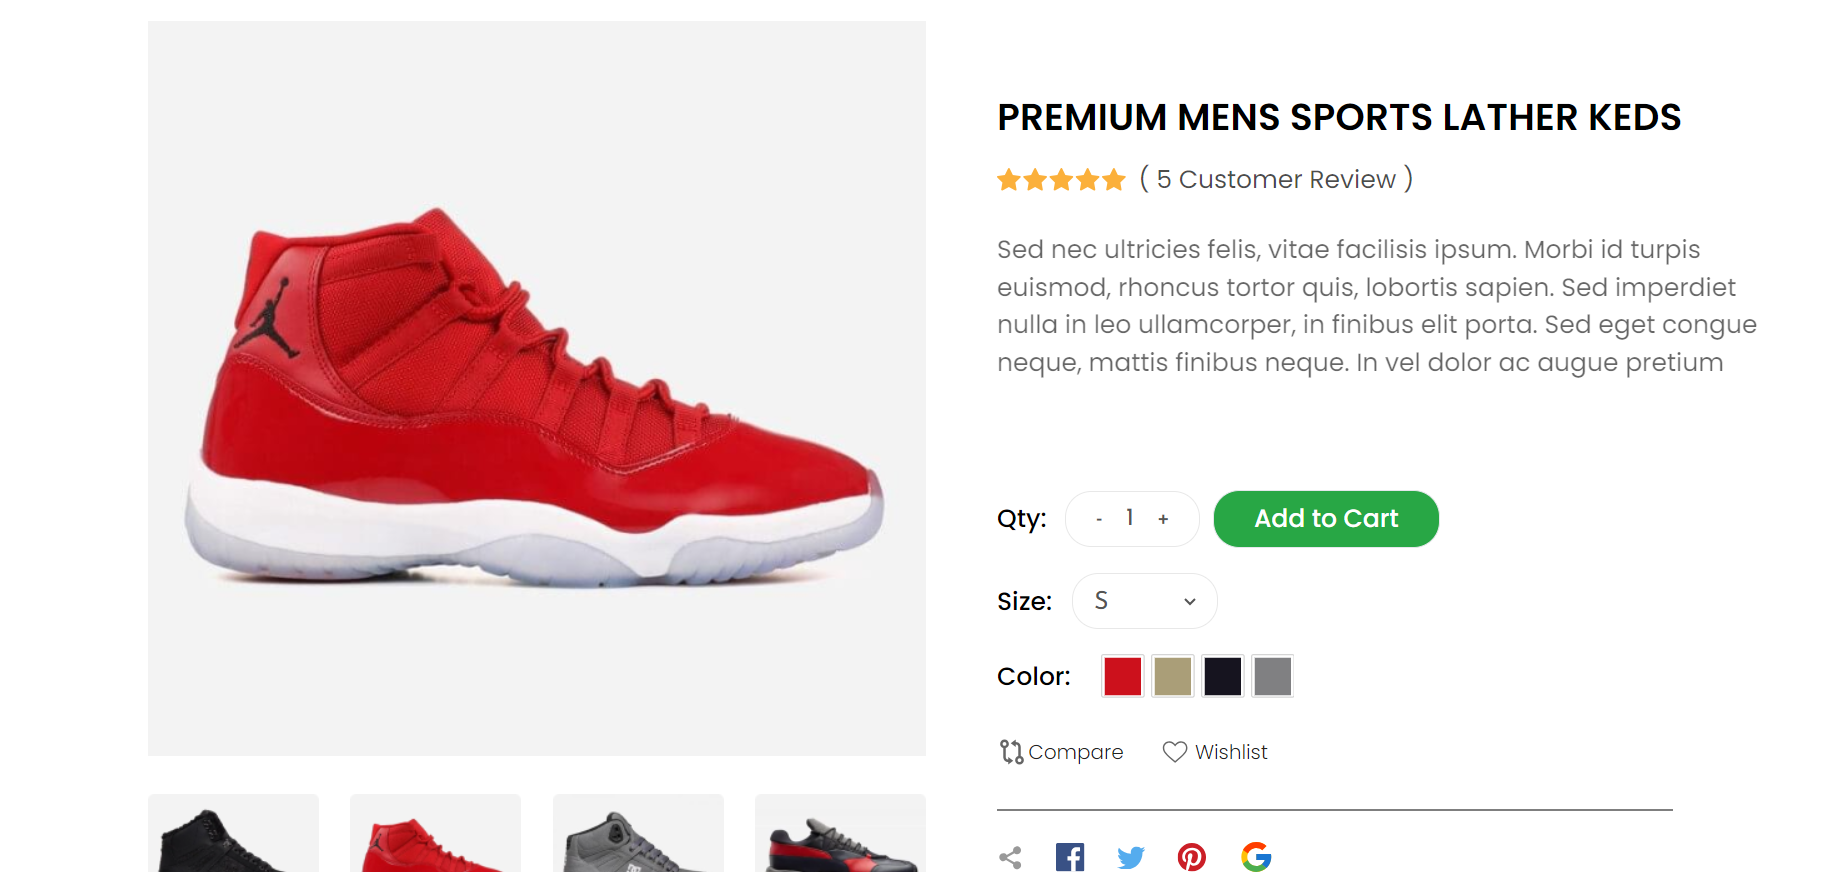 PREMIUM MENS SPORTS LATHER KEDS
( 5 Customer Review )
Sed nec ultricies felis, vitae facilisis ipsum. Morbi id turpis
euismod, rhoncus tortor quis, lobortis sapien. Sed imperdiet
nulla in leo ullamcorper, in finibus elit porta. Sed eget congue
neque, mattis finibus neque. In vel dolor ac augue pretium
Qty: - 1 + Add to Cart
Size: S
Color:
Compare Wishlist